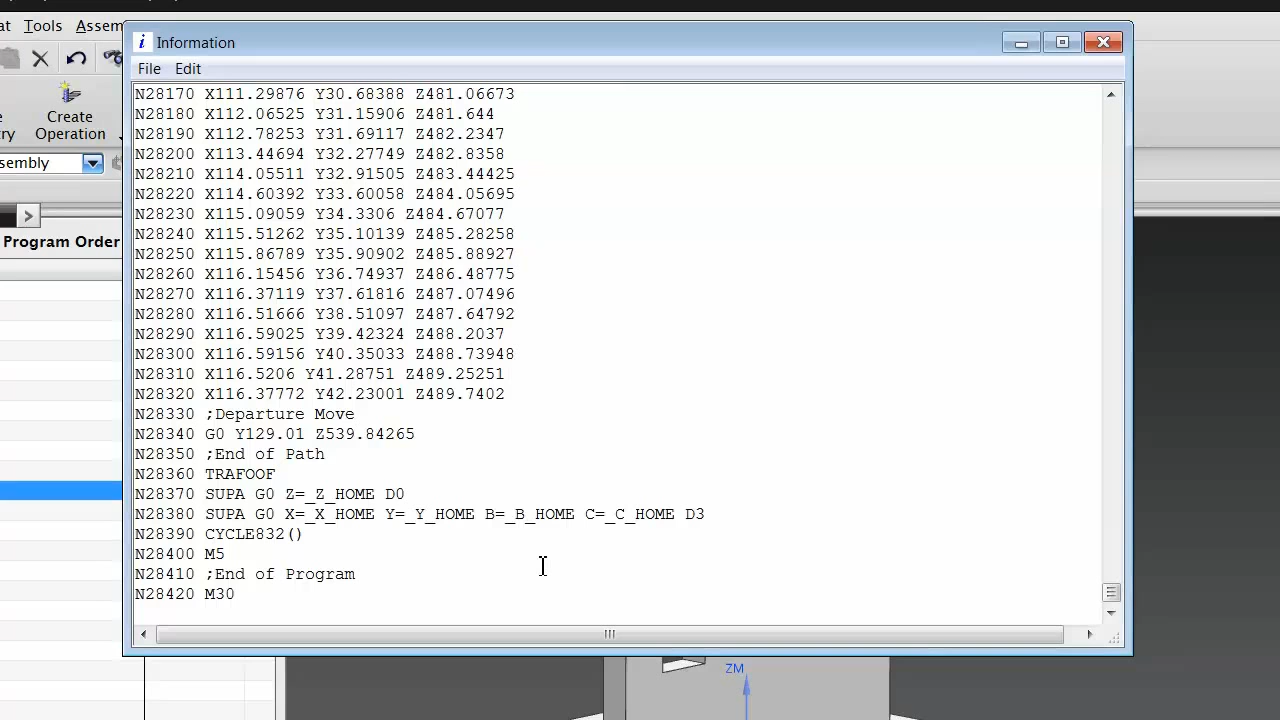 at Tools Assem
Information
File Edit
Create
Operation
ry
ssembly
Program Order
N28170 X111.29876 Y30.68388 Z481.06673
N28180 X112.06525 Y31.15906 Z481.644
N28190 X112.78253 Y31.69117 Z482.2347
N28200 X113.44694 Y32.27749 Z482.8358
N28210 X114.05511 Y32.91505 Z483.44425
N28220 X114.60392 Y33.60058 Z484.05695
N28230 X115.09059 Y34.3306 Z484.67077
N28240 X115.51262 Y35.10139 Z485.28258
N28250 X115.86789 Y35.90902 Z485.88927
N28260 X116.15456 Y36.74937 Z486.48775
N28270 X116.37119 Y37.61816 Z487.07496
N28280 X116.51666 Y38.51097 Z487.64792
N28290 X116.59025 Y39.42324 Z488.2037
N28300 X116.59156 Y40.35033 Z488.73948
N28310 X116.5206 Y41.28751 Z489.25251
N28320 X116.37772 Y42.23001 Z489.7402
N28330 ;Departure Move
N28340 G0 Y129.01 Z539.84265
N28350 ;End of Path
N28360 TRAFOOF
N28370 SUPA G0 Z=_Z_HOME D0
N28380 SUPA G0 X=_X_HOME Y=_Y_HOME B=_B_HOME C=_C_HOME D3
N28390 CYCLE832()
N28400 M5
N28410 ;End of Program
N28420 M30
ZM